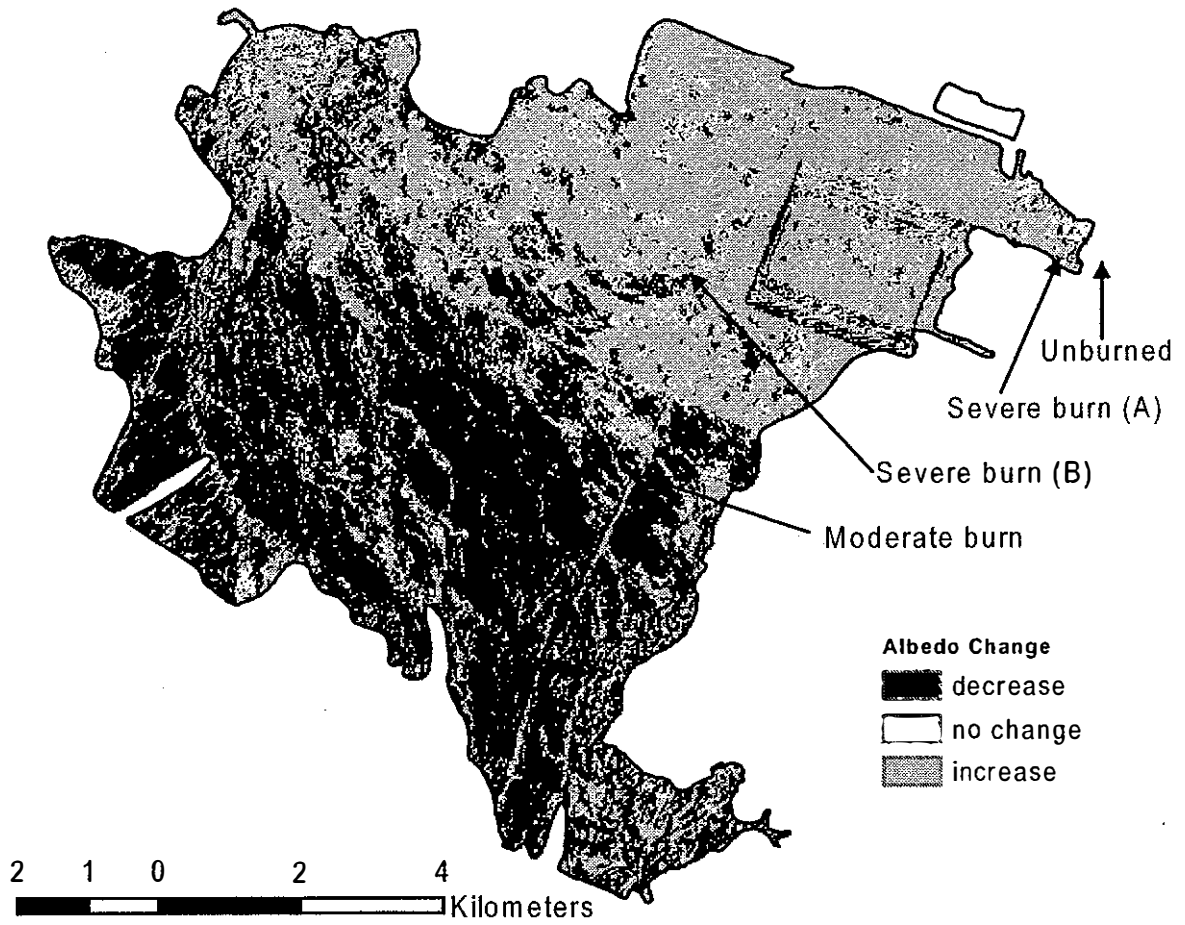 Unburned
Severe burn (A)
Severe burn (B)
Moderate burn
Albedo Change
decrease
no change
increase
2 1 0 2 4
Kilometers